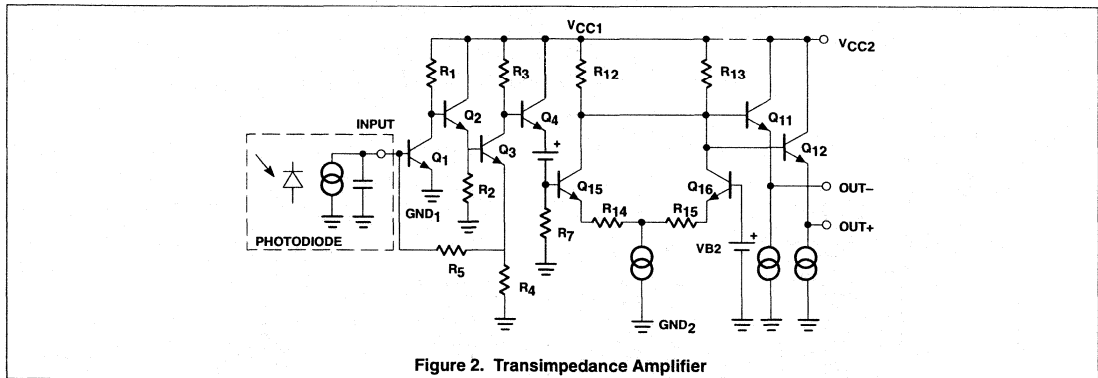 VCC1
VCC2
R1
R3
R12
R13
Q2
Q4
Q11
INPUT
Q12
Q1
Q3
Q15
Q16
OUT–
R2
R14
R15
GND1
R7
VB2
OUT+
PHOTODIODE
R5
R4
GND2
Figure 2. Transimpedance Amplifier